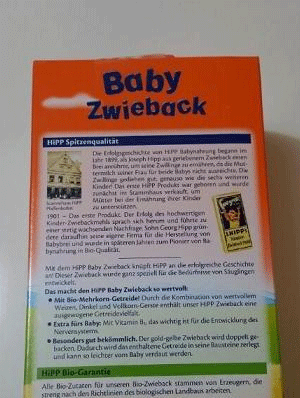 Baby
Zwieback
HiPP Spitzenqualität
Die Erfolgsgeschichte von HiPP Babynahrung begann im
Jahr 1899, als Joseph Hipp aus geriebenem Zwieback einen
Brei anrührte, um seine Zwillinge zu ernähren, da die Mut-
termilch seiner Frau für beide Babys nicht ausreichte. Die
Zwillinge gediehen gut, genauso wie die sechs weiteren
Kinder! Das erste HiPP Produkt war geboren und wurde
zunächst im Stammhaus verkauft, um
Mütter bei der Ernährung ihrer Kinder
zu unterstützen.
Stammhaus HiPP
Pfaffenhofen
1901 – Das erste Produkt. Der Erfolg des hochwertigen
Kinder-Zwiebackmehls sprach sich herum und führte zu
einer stetig wachsenden Nachfrage. Sohn Georg Hipp grün-
dete daraufhin seine eigene Firma für die Herstellung von
Babybrei und wurde in späteren Jahren zum Pionier von Ba-
bynahrung in Bio-Qualität.
J.HIPP's
Mit dem HiPP Baby Zwieback knüpft HiPP an die erfolgreiche Geschichte
an! Dieser Zwieback wurde ganz speziell für die Bedürfnisse von Säuglingen
entwickelt.
Das macht den HiPP Baby Zwieback so wertvoll:
• Mit Bio-Mehrkorn-Getreide! Durch die Kombination von wertvollem
Weizen, Dinkel und Vollkorn-Gerste enthält unser HiPP Zwieback eine
ausgewogene Getreidevielfalt.
• Extra fürs Baby: Mit Vitamin B1, das wichtig ist für die Entwicklung des
Nervensystems.
• Besonders gut bekömmlich. Der gold-gelbe Zwieback wird doppelt ge-
backen. Dadurch wird das enthaltene Getreide in seine Bausteine zerlegt
und kann so leichter vom Baby verdaut werden.
HiPP Bio-Garantie
Alle Bio-Zutaten für unseren Bio-Zwieback stammen von Erzeugern, die
streng nach den Richtlinien des biologischen Landbaus arbeiten.